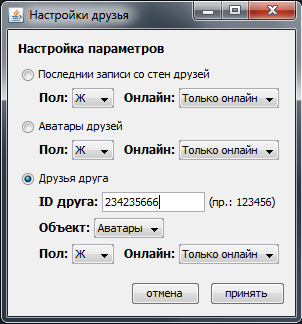 Настройки друзья
Настройка параметров
Последнии записи со стен друзей
Пол: Ж Онлайн: Только онлайн
Аватары друзей
Пол: Ж Онлайн: Только онлайн
Друзья друга
ID друга: 234235666 (пр.: 123456)
Объект: Аватары
Пол: Ж Онлайн: Только онлайн
отмена принять